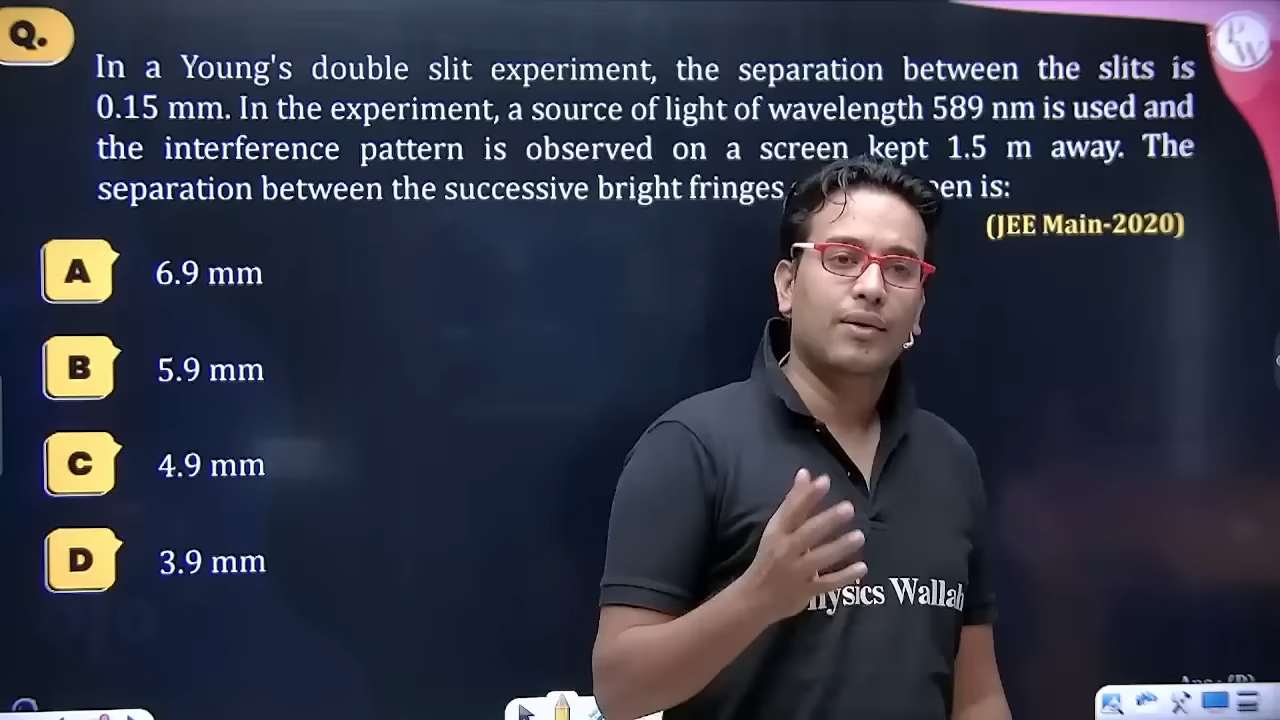 Q.
In a Young's double slit experiment, the separation between the slits is
0.15 mm. In the experiment, a source of light of wavelength 589 nm is used and
the interference pattern is observed on a screen kept 1.5 m away. The
separation between the successive bright fringes is:
(JEE Main-2020)
A 6.9 mm
B 5.9 mm
C 4.9 mm
D 3.9 mm
PW
Wallah